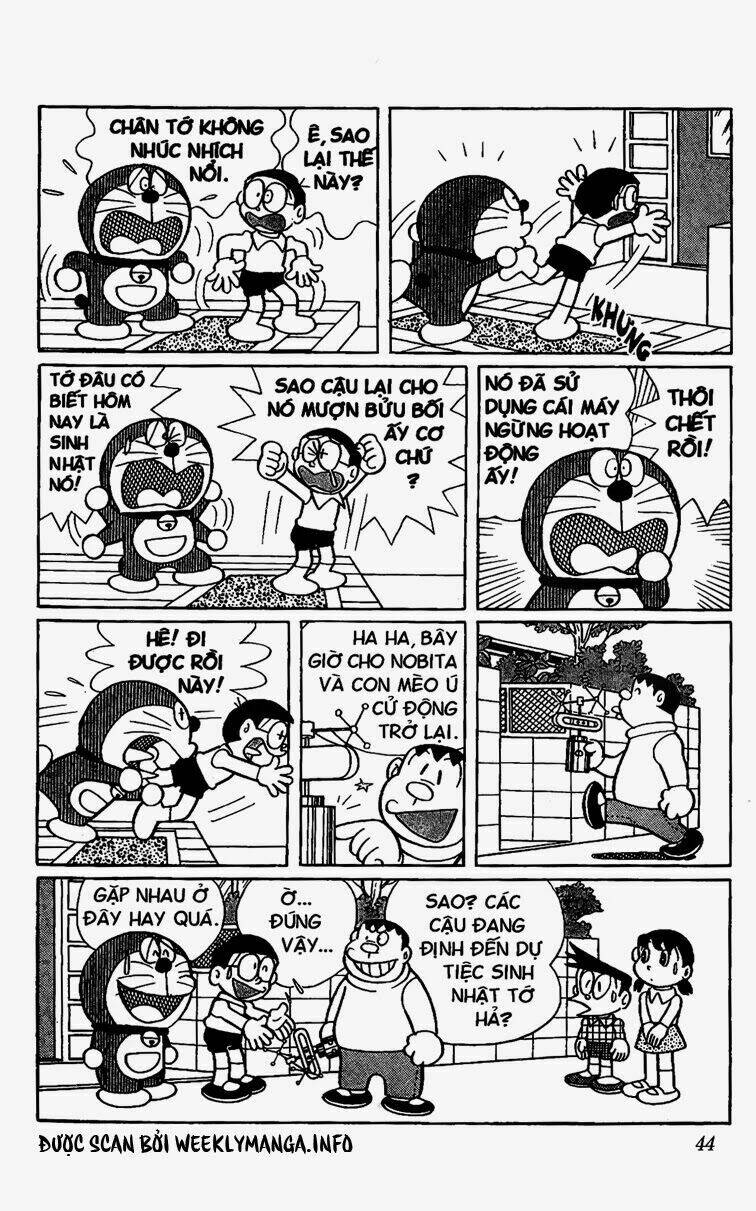 CHÂN TỚ KHÔNG
NHÚC NHÍCH
NỔI.
Ê, SAO
LẠI THẾ
NÀY?
KHỰNG
TỚ ĐÂU CÓ
BIẾT HÔM
NAY LÀ
SINH
NHẬT
NÓ!
SAO CẬU LẠI CHO
NÓ MƯỢN BỬU BỐI
ẤY CƠ
CHỨ
?
NÓ ĐÃ SỬ
DỤNG CÁI MÁY
NGỪNG HOẠT
ĐỘNG
ẤY!
THÔI
CHẾT
RỒI!
HÊ! ĐI
ĐƯỢC RỒI
NÀY!
HA HA, BÂY
GIỜ CHO NOBITA
VÀ CON MÈO Ú
CỬ ĐỘNG
TRỞ LẠI.
GẶP NHAU Ở
ĐÂY HAY QUÁ.
Ờ...
ĐÚNG
VẬY...
SAO? CÁC
CẬU ĐANG
ĐỊNH ĐẾN DỰ
TIỆC SINH
NHẬT TỚ
HẢ?
ĐƯỢC SCAN BỞI WEEKLYMANGA.INFO
44